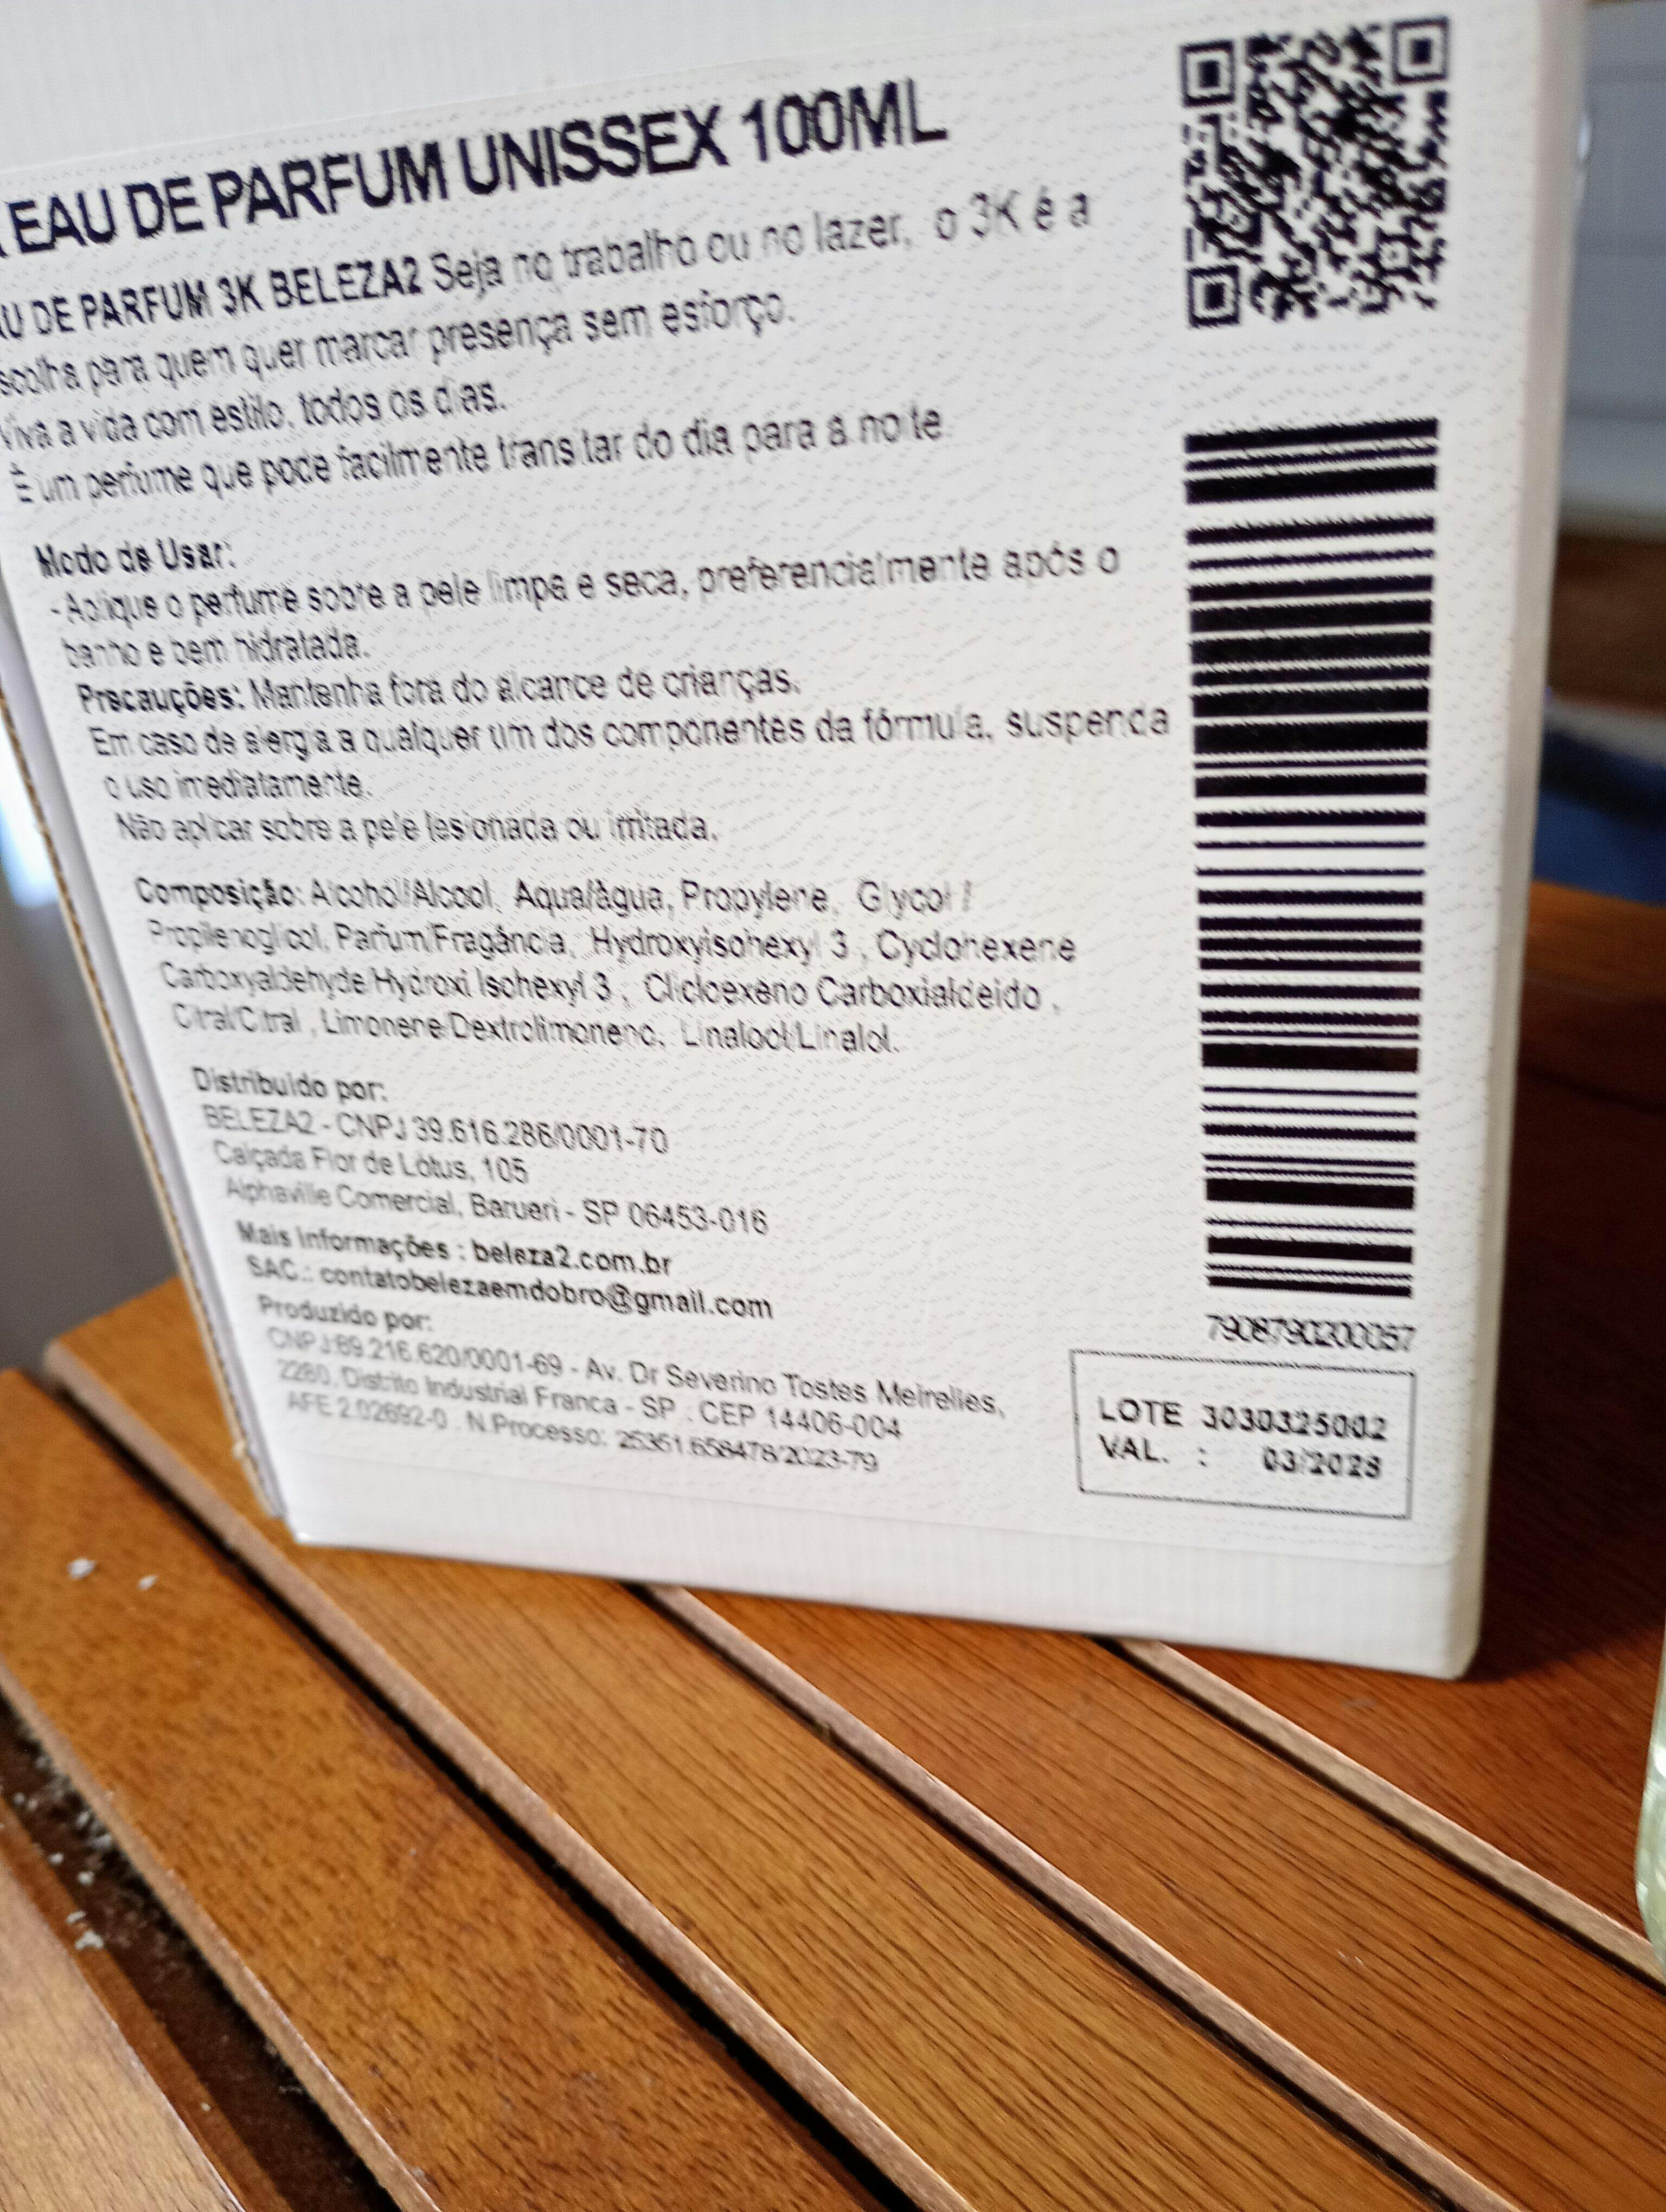 EAU DE PARFUM UNISSEX 100ML
DE PARFUM 3K BELEZA2 Seja no trabalho ou no lazer, o 3K é a
escolha para quem quer marcar presença sem esforço.
Viva a vida com estilo, todos os dias.
É um perfume que pode facilmente transitar do dia para a noite
Modo de Usar:
- Aplique o perfume sobre a pele limpa e seca, preferencialmente após o
banho e bem hidratada.
Precauções: Mantenha fora do alcance de crianças.
Em caso de alergia a qualquer um dos componentes da fórmula, suspenda
o uso imediatamente.
Não aplicar sobre a pele lesionada ou irritada.
Composição: Alcohol/Alcool, Aqua/água, Propylene, Glycol /
Propilenoglicol, Parfum/Fragância, Hydroxyisohexyl 3 , Cyclohexene
Carboxyaldehyde/Hydroxi Isohexyl 3 , Clicloexeno Carboxialdeido ,
Citral/Citral , Limonene/Dextrolimoneno, Linalool/Linalol.
Distribuido por:
BELEZA2 - CNPJ 39.616.286/0001-70
Calçada Flor de Lótus, 105
Alphaville Comercial, Barueri - SP 06453-016
Mais Informações : beleza2.com.br
SAC.: contatobelezaemdobro@gmail.com
Produzido por:
CNPJ:69.216.620/0001-69 - Av. Dr Severino Tostes Meirelles,
2280, Distrito Industrial Franca - SP . CEP 14406-004
AFE 2.02692-0 . N.Processo: 25351.658478/2023-79
7908790200057
LOTE 3030325002
VAL. : 03/2028